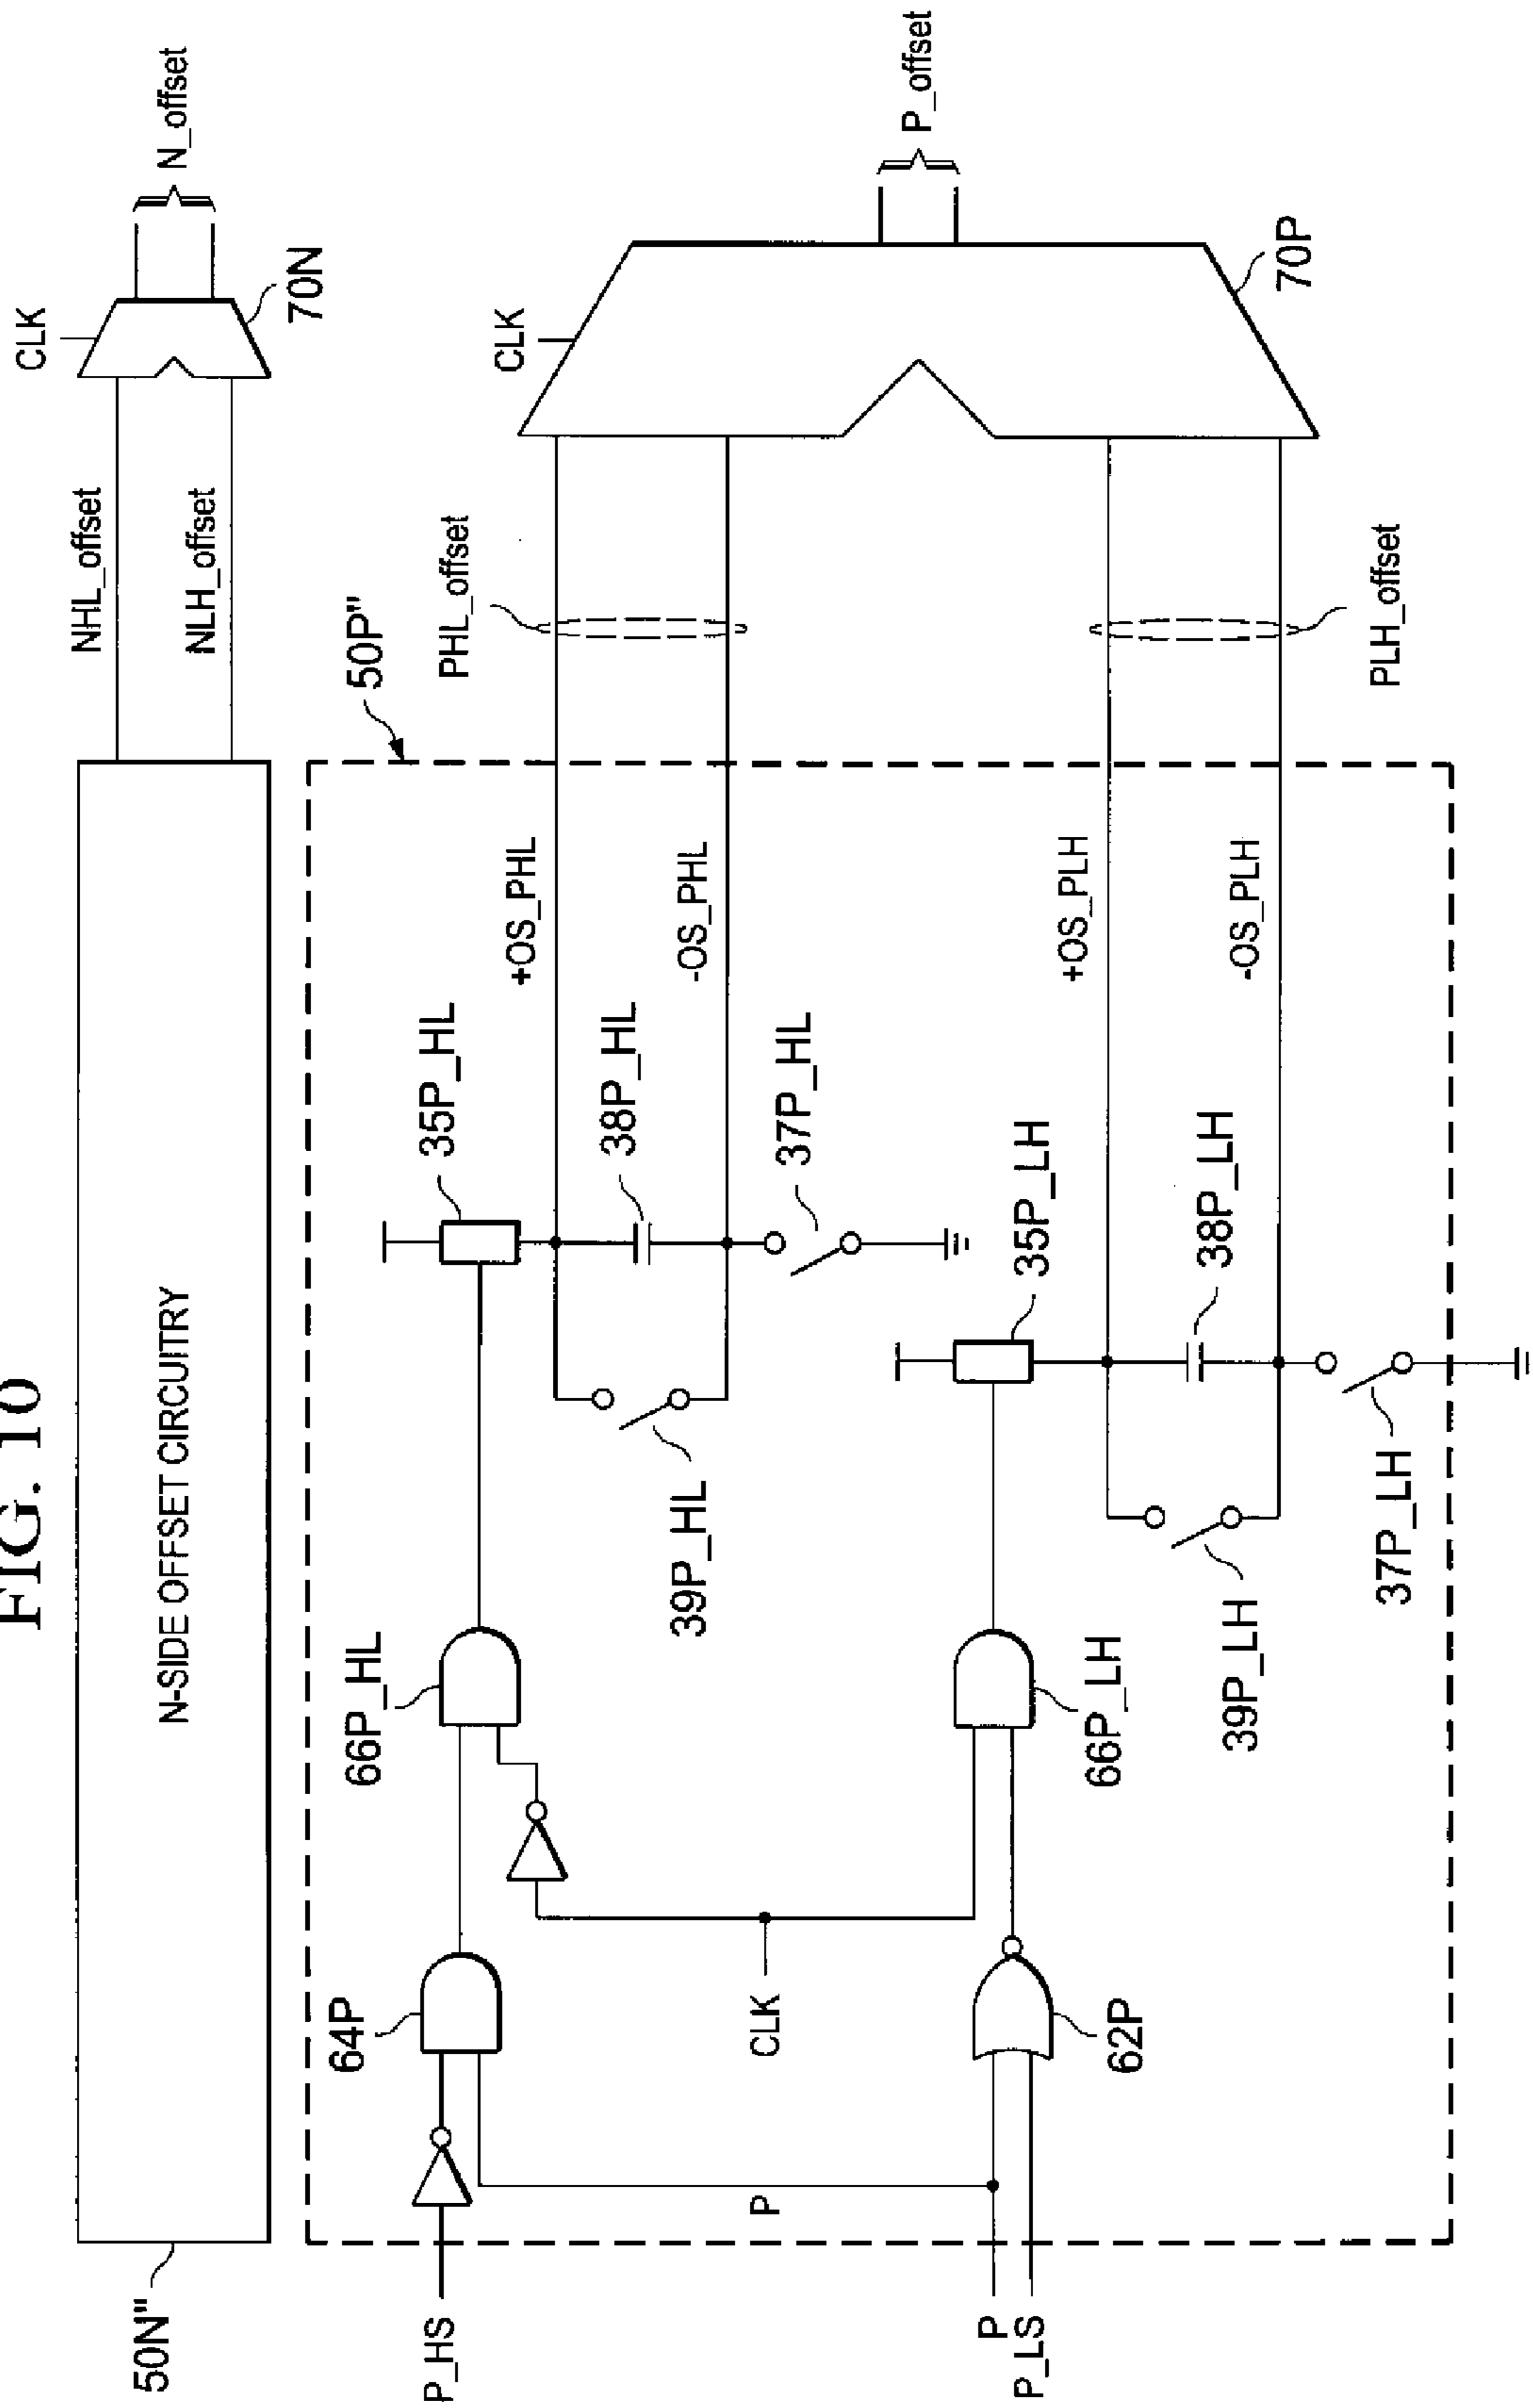 FIG. 10
50N"
N-SIDE OFFSET CIRCUITRY
NHL_offset
NLH_offset
CLK
70N
N_offset
50P"
P_HS
64P
66P_HL
35P_HL
+OS_PHL
38P_HL
-OS_PHL
37P_HL
39P_HL
PHL_offset
CLK
P_offset
70P
CLK
P
P
P_LS
62P
66P_LH
35P_LH
+OS_PLH
38P_LH
-OS_PLH
39P_LH
37P_LH
PLH_offset